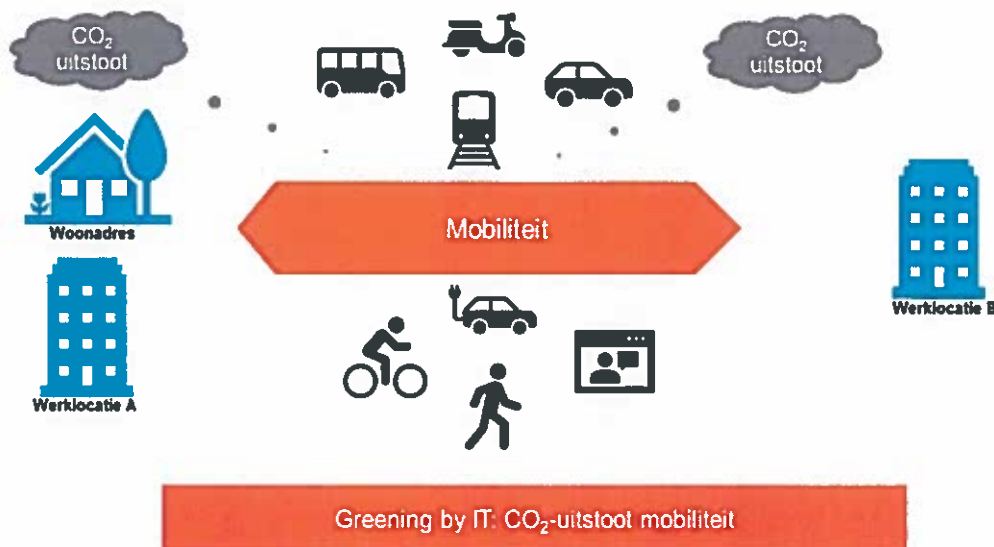 CO₂
uitstoot
CO₂
uitstoot
Woonadres
Mobiliteit
Werklocatie B
Werklocatie A
Greening by IT: CO₂-uitstoot mobiliteit